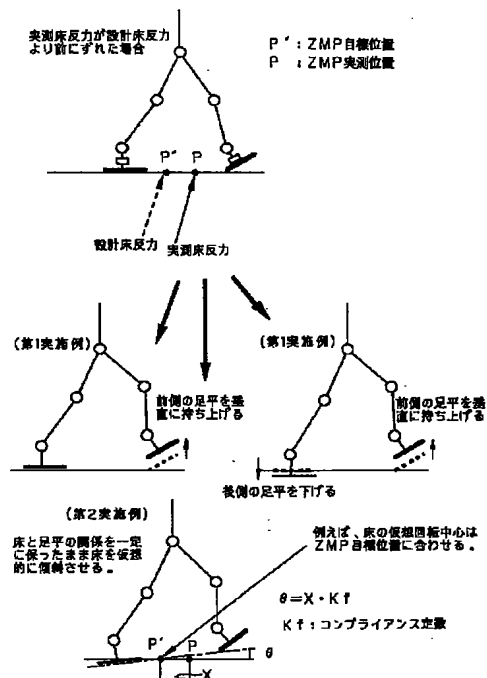 実測床反力が設計床反力
より前にずれた場合
P´:ZMP目標位置
P :ZMP実測位置
P´ P
設計床反力 実測床反力
(第1実施例)
前側の足平を垂
直に持ち上げる
(第1実施例)
前側の足平を垂
直に持ち上げる
後側の足平を下げる
(第2実施例)
床と足平の関係を一定
に保ったまま床を仮想
的に傾斜させる。
例えば、床の仮想回転中心は
ZMP目標位置に合わせる。
θ=X・Kf
Kf:コンプライアンス定数
P´ P
θ
X